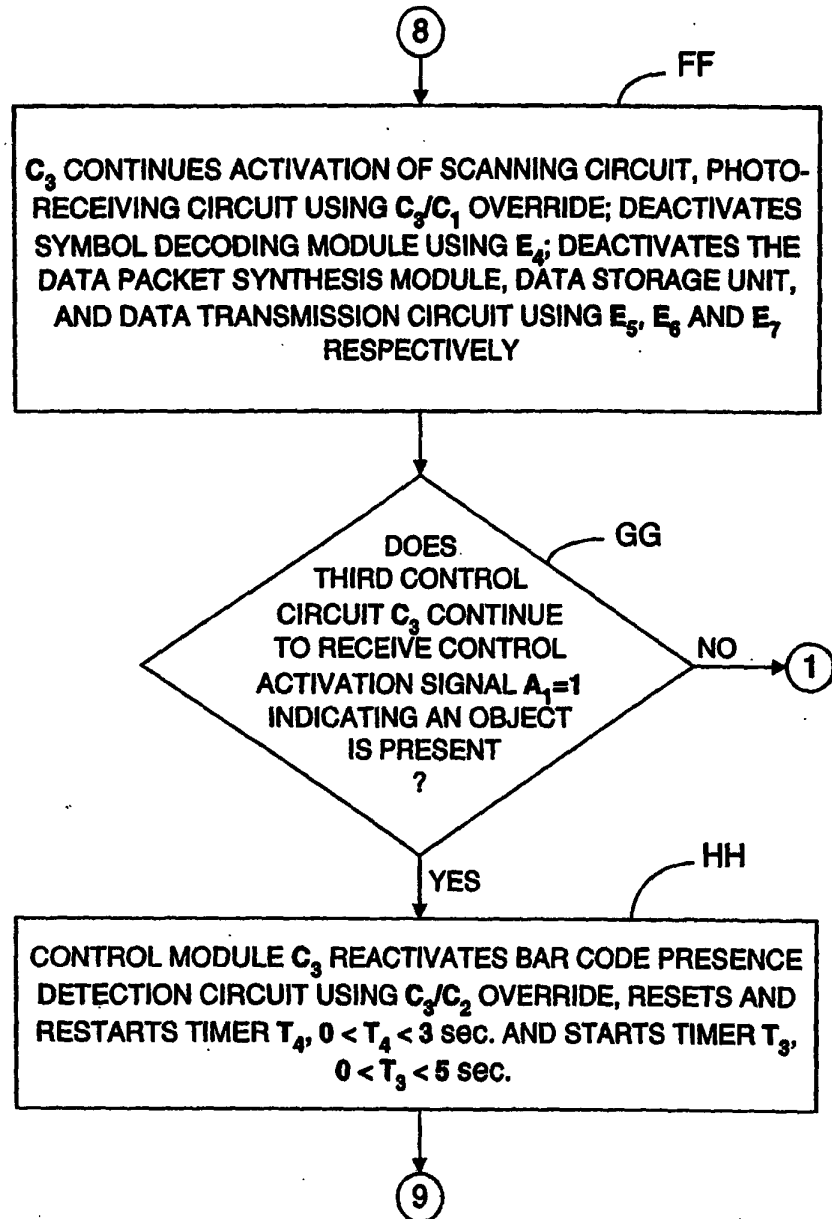 8
FF
C₃ CONTINUES ACTIVATION OF SCANNING CIRCUIT, PHOTO-
RECEIVING CIRCUIT USING C₃/C₁ OVERRIDE; DEACTIVATES
SYMBOL DECODING MODULE USING E₄; DEACTIVATES THE
DATA PACKET SYNTHESIS MODULE, DATA STORAGE UNIT,
AND DATA TRANSMISSION CIRCUIT USING E₅, E₆ AND E₇
RESPECTIVELY
GG
DOES
THIRD CONTROL
CIRCUIT C₃ CONTINUE
TO RECEIVE CONTROL
ACTIVATION SIGNAL A₁=1
INDICATING AN OBJECT
IS PRESENT
?
NO
1
YES
HH
CONTROL MODULE C₃ REACTIVATES BAR CODE PRESENCE
DETECTION CIRCUIT USING C₃/C₂ OVERRIDE, RESETS AND
RESTARTS TIMER T₄, 0 < T₄ < 3 sec. AND STARTS TIMER T₃,
0 < T₃ < 5 sec.
9